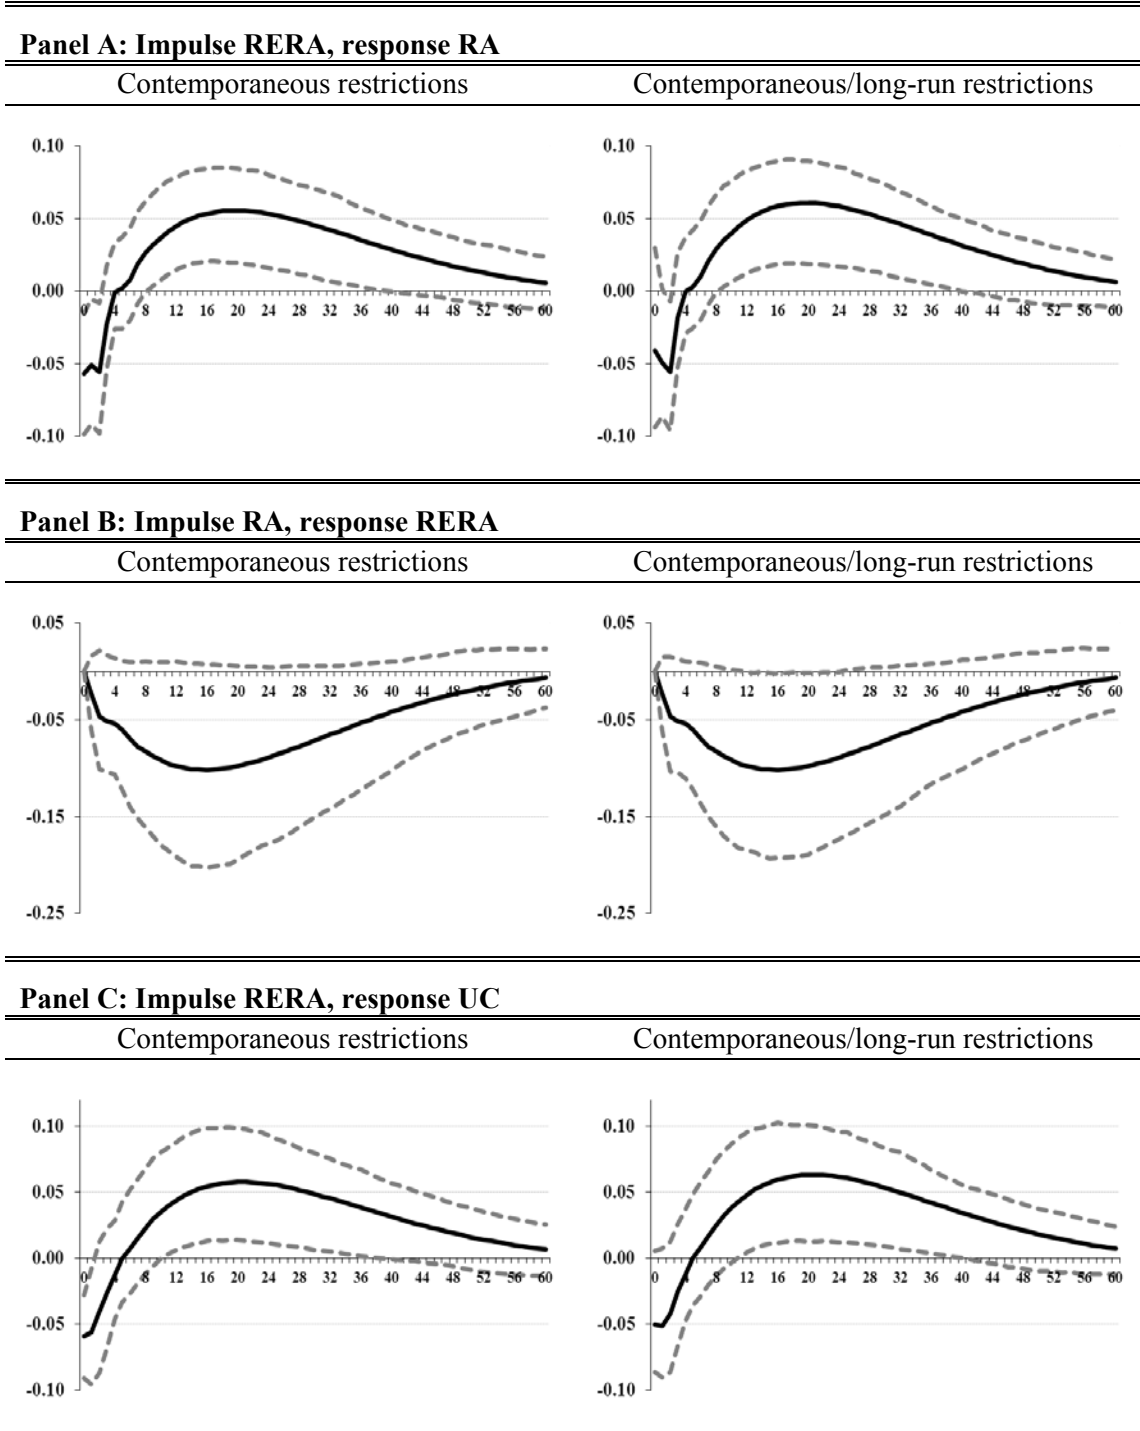 Panel A: Impulse RERA, response RA
Contemporaneous restrictions Contemporaneous/long-run restrictions
0.10 0.10
0.05 0.05
0.00 0.00
0 4 8 12 16 20 24 28 32 36 40 44 48 52 56 60 0 4 8 12 16 20 24 28 32 36 40 44 48 52 56 60
-0.05 -0.05
-0.10 -0.10
Panel B: Impulse RA, response RERA
Contemporaneous restrictions Contemporaneous/long-run restrictions
0.05 0.05
0 4 8 12 16 20 24 28 32 36 40 44 48 52 56 60 0 4 8 12 16 20 24 28 32 36 40 44 48 52 56 60
-0.05 -0.05
-0.15 -0.15
-0.25 -0.25
Panel C: Impulse RERA, response UC
Contemporaneous restrictions Contemporaneous/long-run restrictions
0.10 0.10
0.05 0.05
0.00 0.00
0 4 8 12 16 20 24 28 32 36 40 44 48 52 56 60 0 4 8 12 16 20 24 28 32 36 40 44 48 52 56 60
-0.05 -0.05
-0.10 -0.10